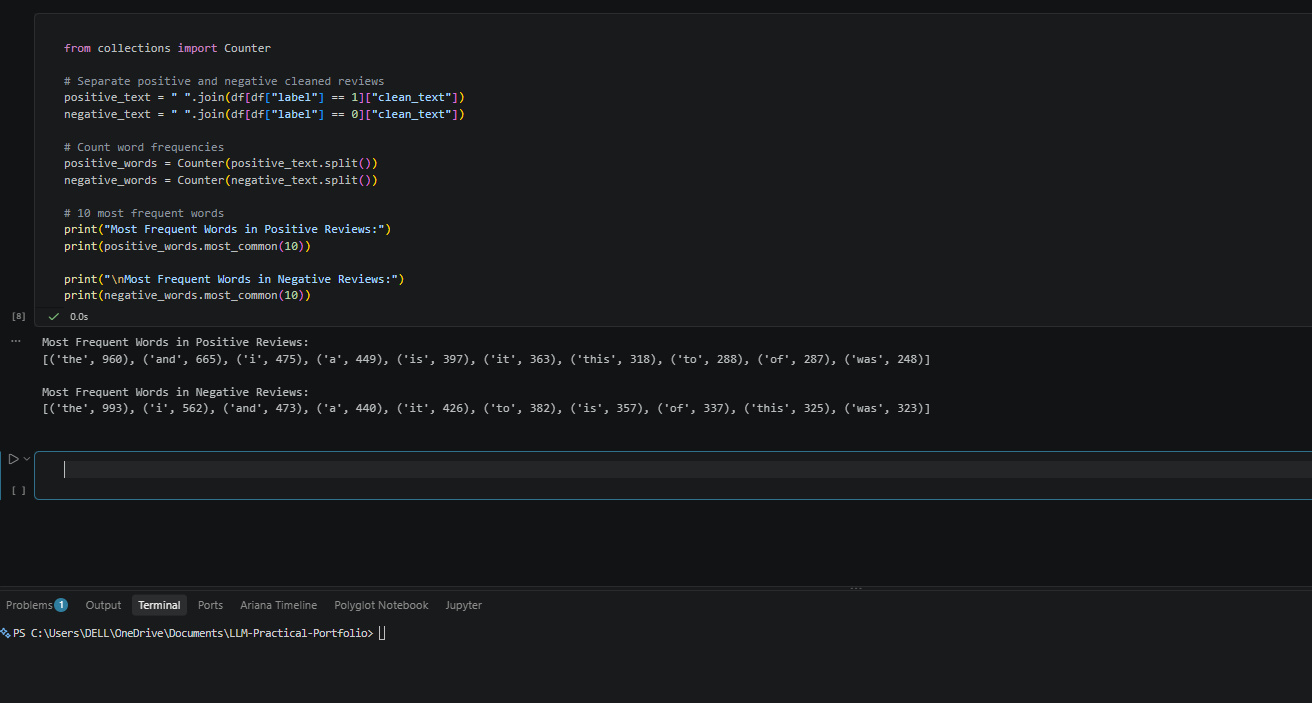 from collections import Counter
# Separate positive and negative cleaned reviews
positive_text = " ".join(df[df["label"] == 1]["clean_text"])
negative_text = " ".join(df[df["label"] == 0]["clean_text"])
# Count word frequencies
positive_words = Counter(positive_text.split())
negative_words = Counter(negative_text.split())
# 10 most frequent words
print("Most Frequent Words in Positive Reviews:")
print(positive_words.most_common(10))
print("\nMost Frequent Words in Negative Reviews:")
print(negative_words.most_common(10))
[8] 0.0s
... Most Frequent Words in Positive Reviews:
[('the', 960), ('and', 665), ('i', 475), ('a', 449), ('is', 397), ('it', 363), ('this', 318), ('to', 288), ('of', 287), ('was', 248)]
Most Frequent Words in Negative Reviews:
[('the', 993), ('i', 562), ('and', 473), ('a', 440), ('it', 426), ('to', 382), ('is', 357), ('of', 337), ('this', 325), ('was', 323)]
[ ]
Problems 1 Output Terminal Ports Ariana Timeline Polyglot Notebook Jupyter
PS C:\Users\DELL\OneDrive\Documents\LLM-Practical-Portfolio>